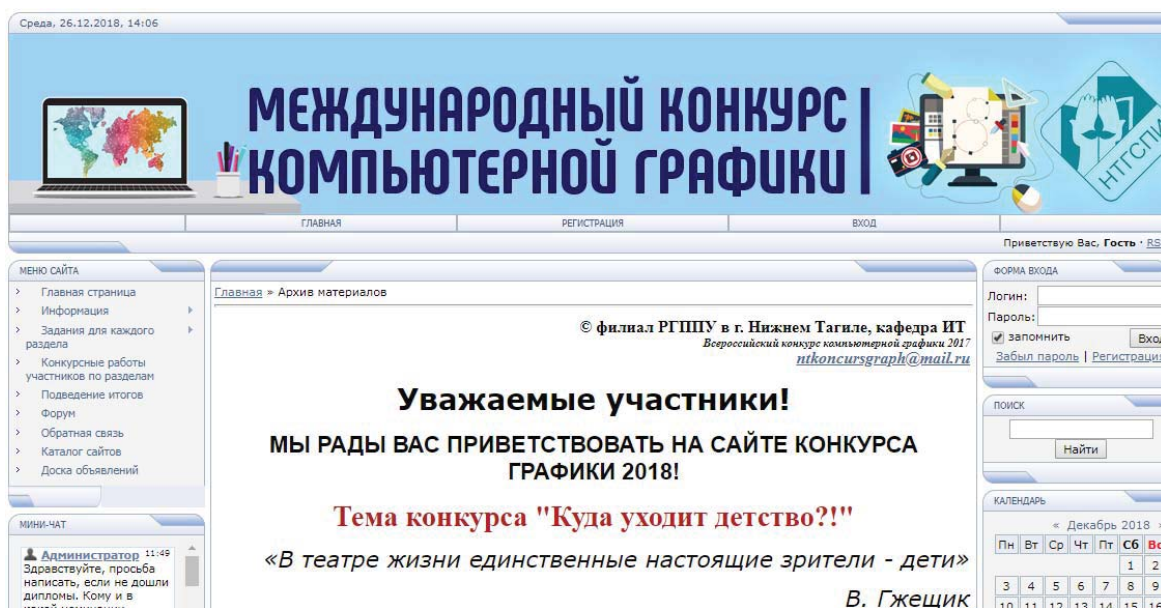 Среда, 26.12.2018, 14:06
МЕЖДУНАРОДНЫЙ КОНКУРС
КОМПЬЮТЕРНОЙ ГРАФИКИ
НТГСПИ
ГЛАВНАЯ
РЕГИСТРАЦИЯ
ВХОД
Приветствую Вас, Гость · RS
МЕНЮ САЙТА
Главная страница
Информация
Задания для каждого
раздела
Конкурсные работы
участников по разделам
Подведение итогов
Форум
Обратная связь
Каталог сайтов
Доска объявлений
МИНИ-ЧАТ
Администратор 11:49
Здравствуйте, просьба
написать, если не дошли
дипломы. Кому и в
Главная » Архив материалов
© филиал РГППУ в г. Нижнем Тагиле, кафедра ИТ
Всероссийский конкурс компьютерной графики 2017
ntkoncursgraph@mail.ru
Уважаемые участники!
МЫ РАДЫ ВАС ПРИВЕТСТВОВАТЬ НА САЙТЕ КОНКУРСА
ГРАФИКИ 2018!
Тема конкурса "Куда уходит детство?!"
«В театре жизни единственные настоящие зрители - дети»
В. Гжещик
ФОРМА ВХОДА
Логин:
Пароль:
запомнить
Вход
Забыл пароль | Регистрация
ПОИСК
Найти
КАЛЕНДАРЬ
« Декабрь 2018 »
Пн Вт Ср Чт Пт Сб Вс
1 2
3 4 5 6 7 8 9
10 11 12 13 14 15 16